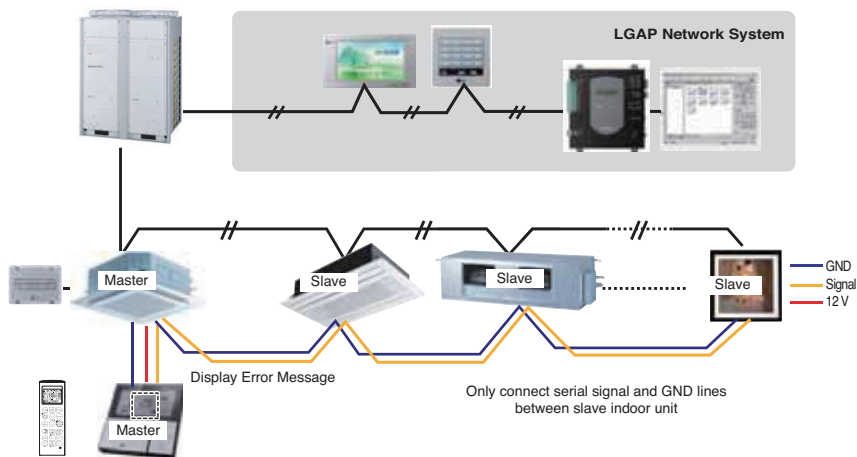 LGAP Network System
Master
Slave
Slave
Slave
GND
Signal
12 V
Display Error Message
Only connect serial signal and GND lines
between slave indoor unit
Master